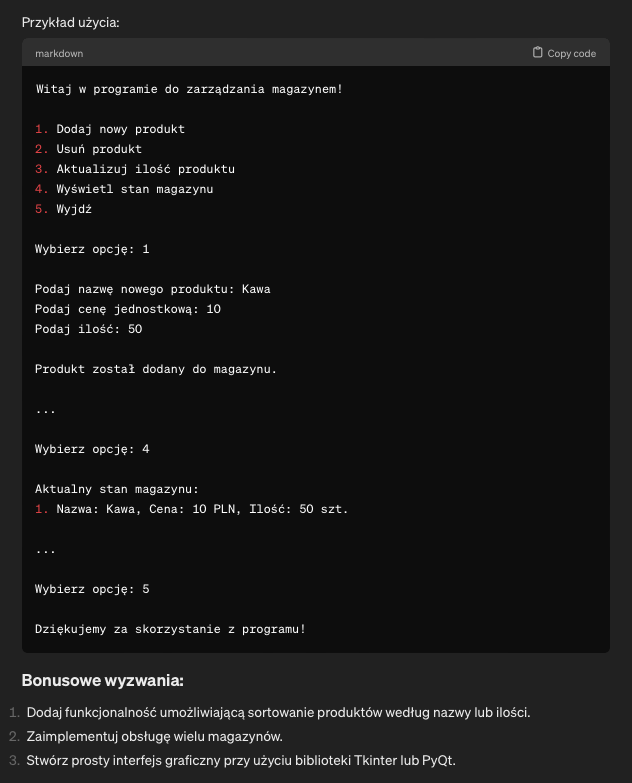 Przykład użycia:
markdown
Copy code
Witaj w programie do zarządzania magazynem!
1. Dodaj nowy produkt
2. Usuń produkt
3. Aktualizuj ilość produktu
4. Wyświetl stan magazynu
5. Wyjdź
Wybierz opcję: 1
Podaj nazwę nowego produktu: Kawa
Podaj cenę jednostkową: 10
Podaj ilość: 50
Produkt został dodany do magazynu.
...
Wybierz opcję: 4
Aktualny stan magazynu:
1. Nazwa: Kawa, Cena: 10 PLN, Ilość: 50 szt.
...
Wybierz opcję: 5
Dziękujemy za skorzystanie z programu!
Bonusowe wyzwania:
1. Dodaj funkcjonalność umożliwiającą sortowanie produktów według nazwy lub ilości.
2. Zaimplementuj obsługę wielu magazynów.
3. Stwórz prosty interfejs graficzny przy użyciu biblioteki Tkinter lub PyQt.